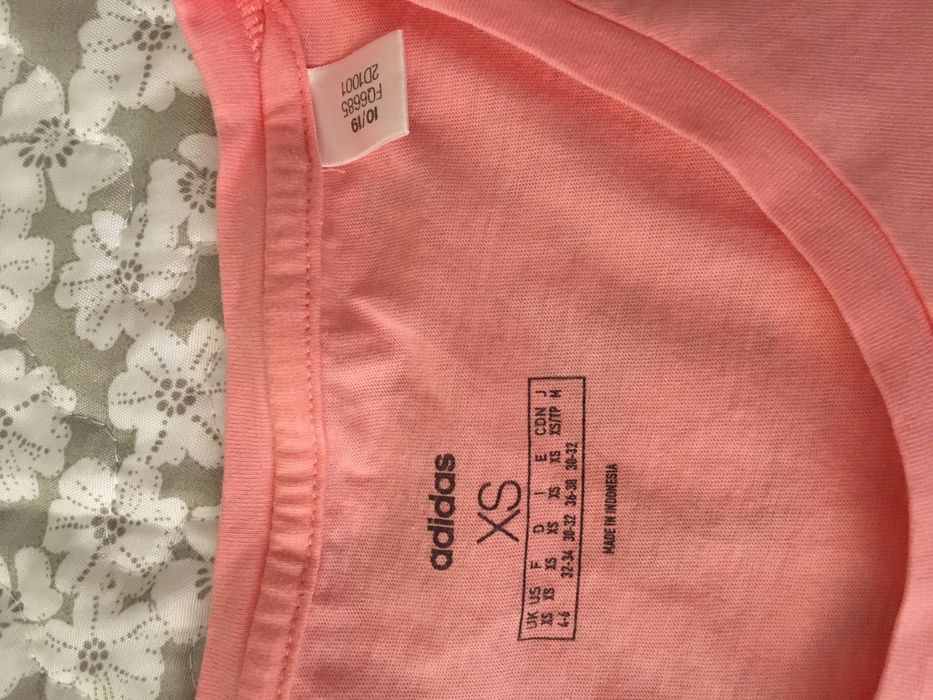 10/19
FQ6685
2D1001
adidas
XS
UK US F D I E CDN J
XS XS XS XS XS XS XS/TP M
4-6 32-34 30-32 36-38 30-32
MADE IN INDONESIA